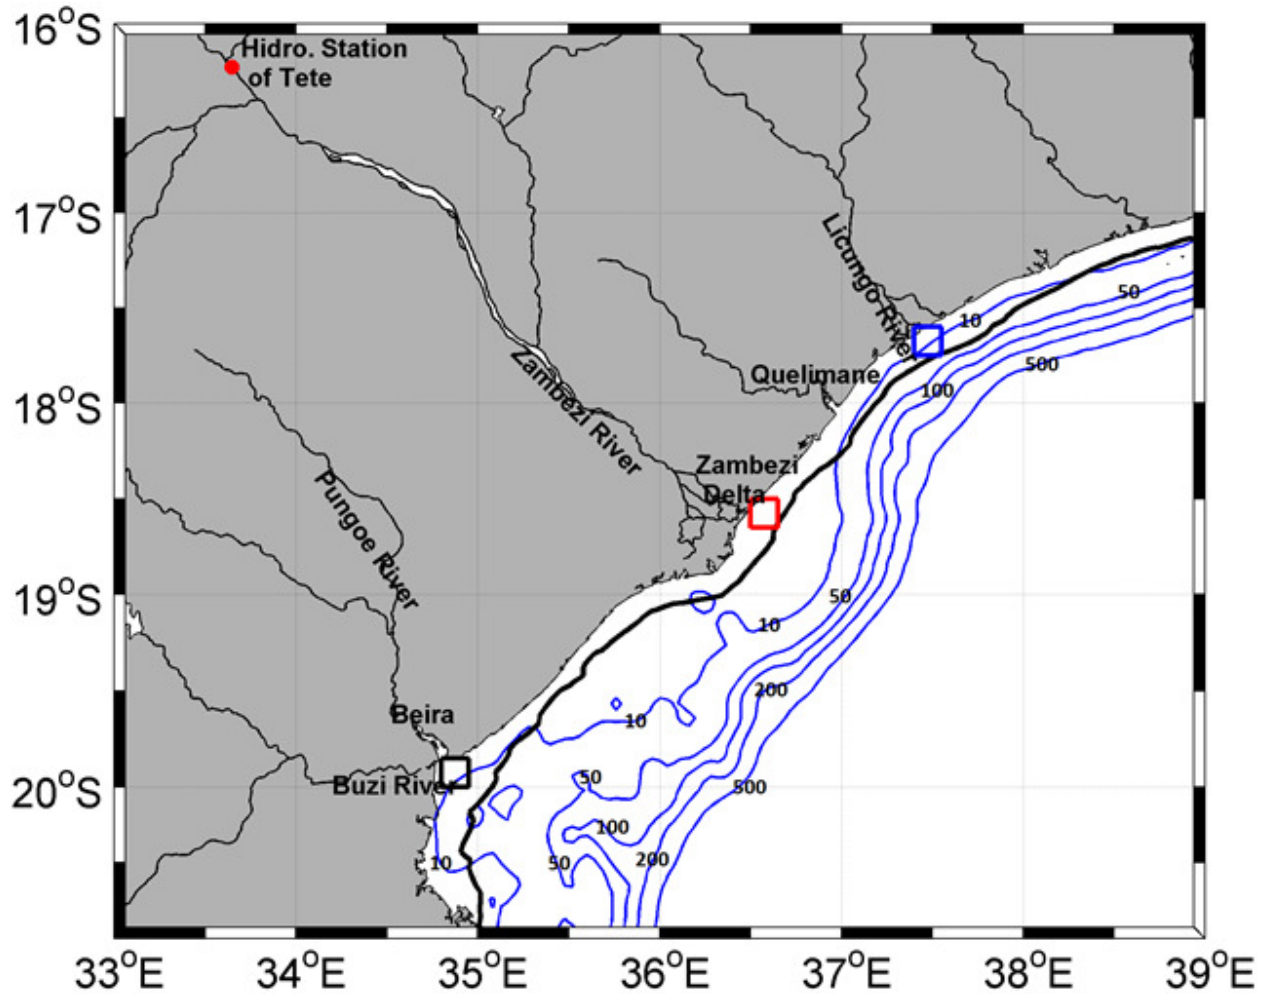 16°S
Hidro. Station
of Tete
17°S
Licungo River
50
10
500
Quelimane
100
18°S
Zambezi River
Zambezi
Delta
Pungoe River
19°S
50
10
200
Beira
10
50
20°S
Buzi River
500
100
10
50
200
33°E
34°E
35°E
36°E
37°E
38°E
39°E